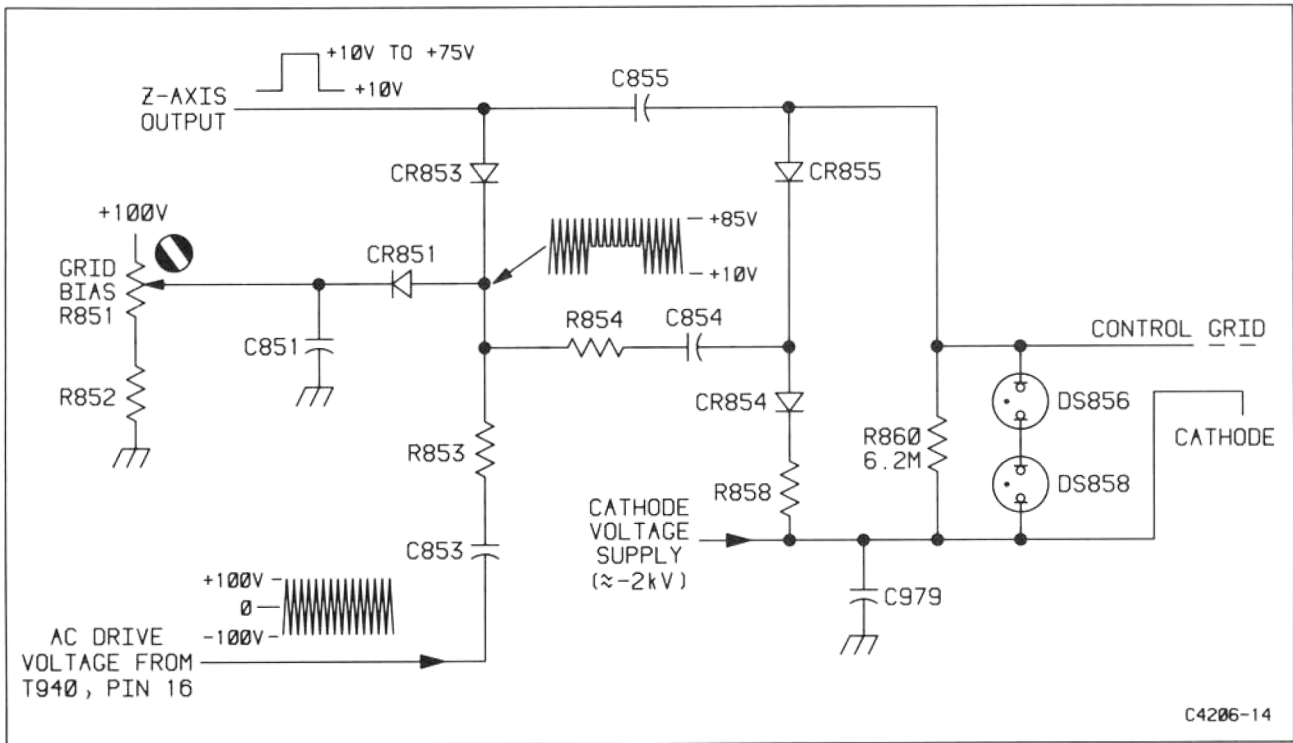 +10V TO +75V
+10V
Z-AXIS
OUTPUT
C855
CR853
CR855
+100V
GRID
BIAS
R851
CR851
+85V
+10V
R854
C854
C851
R852
CONTROL GRID
CR854
DS856
R860
6.2M
CATHODE
R853
R858
DS858
CATHODE
VOLTAGE
SUPPLY
(≈-2kV)
C853
C979
+100V
0
-100V
AC DRIVE
VOLTAGE FROM
T940, PIN 16
C4206-14